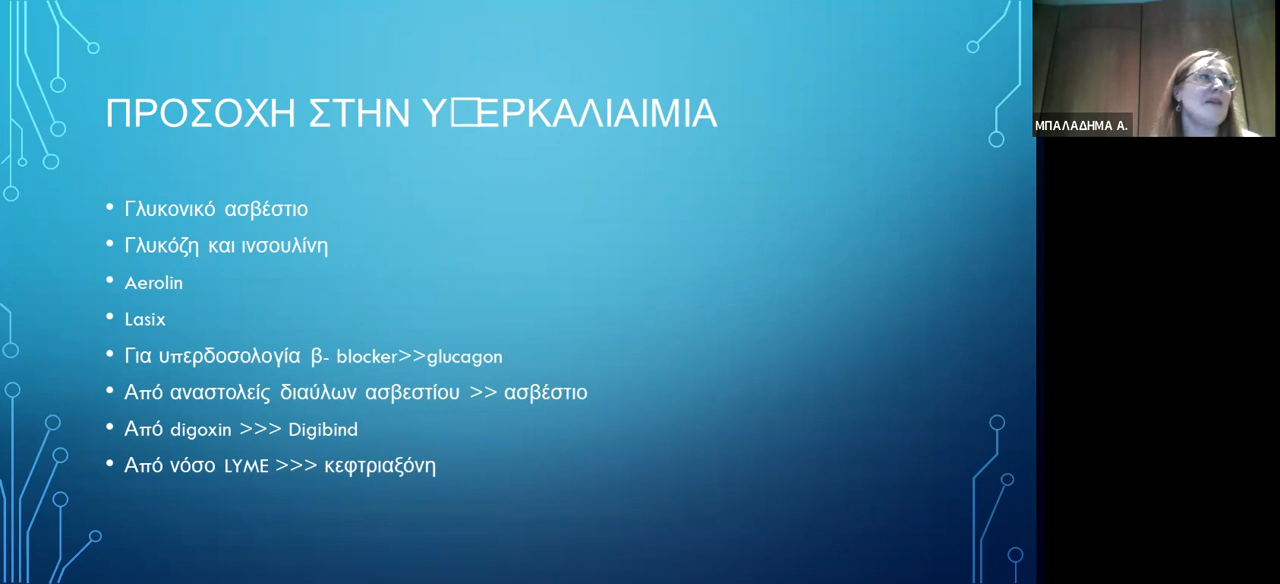 ΠΡΟΣΟΧΗ ΣΤΗΝ Υ□ΕΡΚΑΛΙΑΙΜΙΑ
• Γλυκονικό ασβέστιο
• Γλυκόζη και ινσουλίνη
• Aerolin
• Lasix
• Για υπερδοσολογία β- blocker>>glucagon
• Από αναστολείς διαύλων ασβεστίου >> ασβέστιο
• Από digoxin >>> Digibind
• Από νόσο LYME >>> κεφτριαξόνη
ΜΠΑΛΑΔΗΜΑ Α.